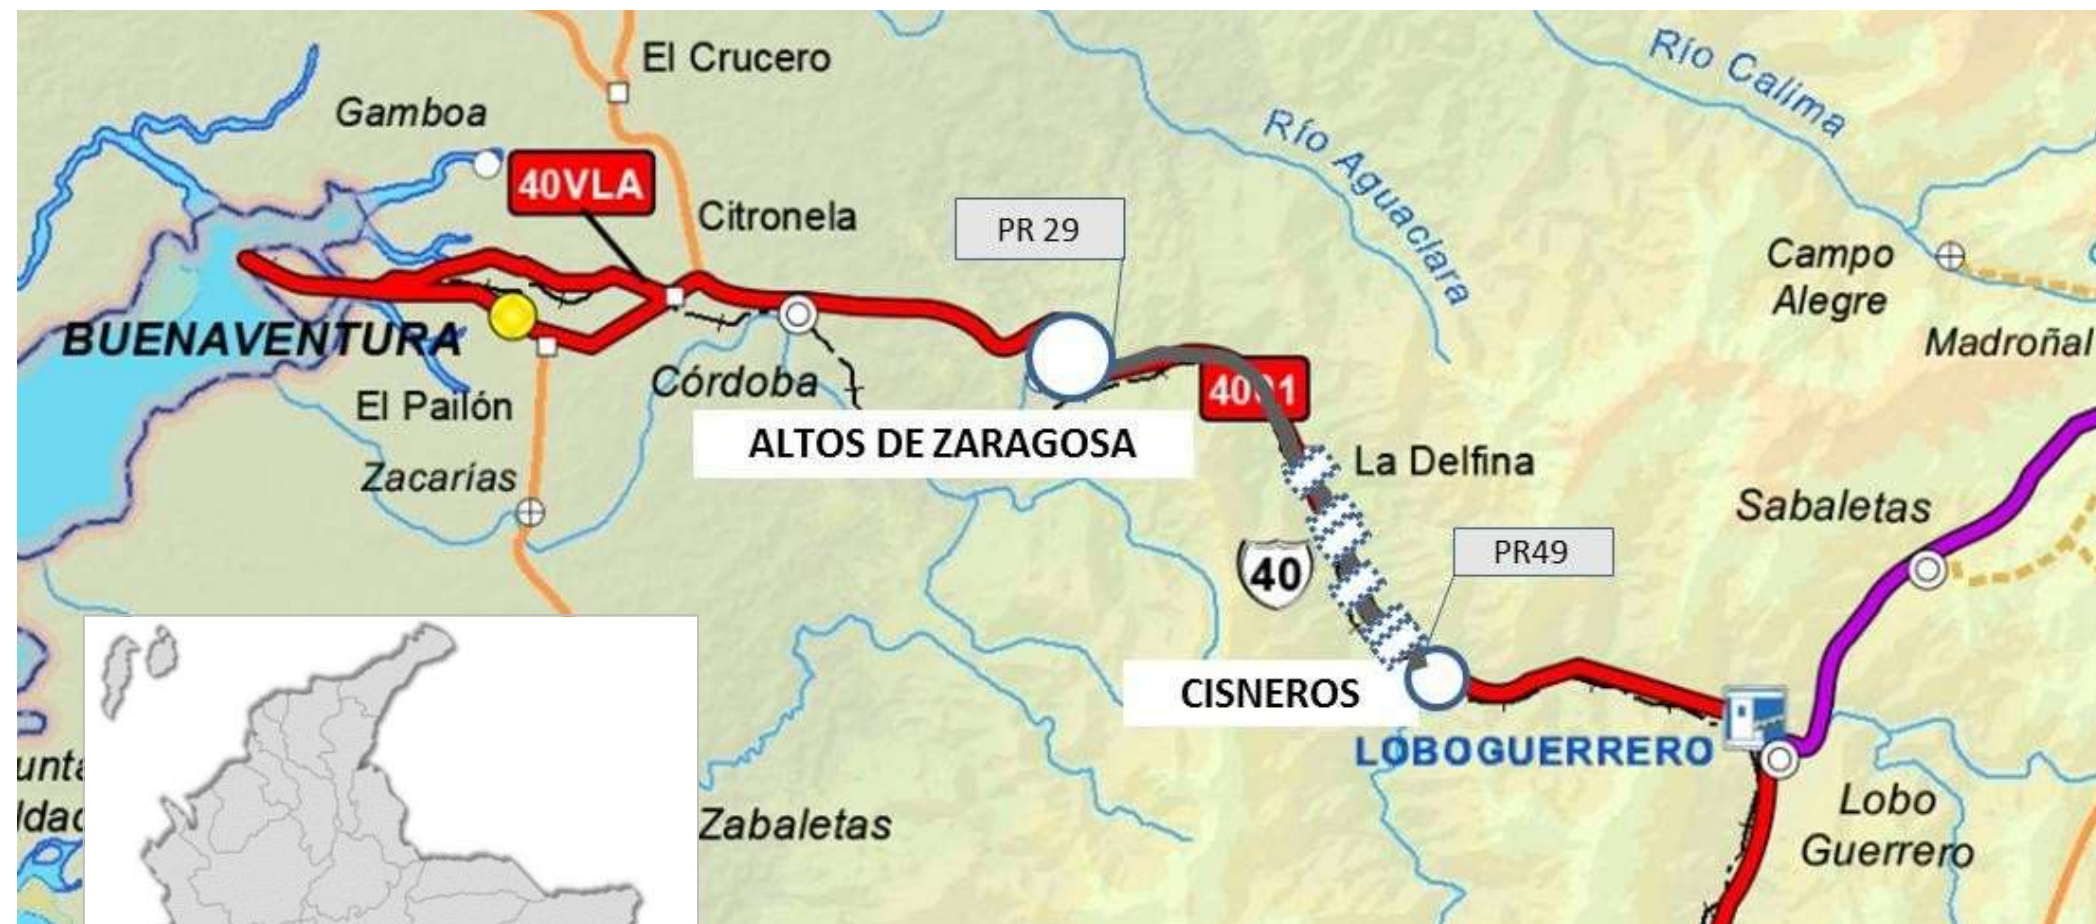 El Crucero
Río Calima
Gamboa
Río Aguaclara
40VLA
Citronela
PR 29
Campo
Alegre
BUENAVENTURA
Madroñal
Córdoba
El Pailón
ALTOS DE ZARAGOSA
La Delfina
Zacarías
Sabaletas
PR49
40
CISNEROS
LOBOGUERRERO
Zabaletas
Lobo
Guerrero